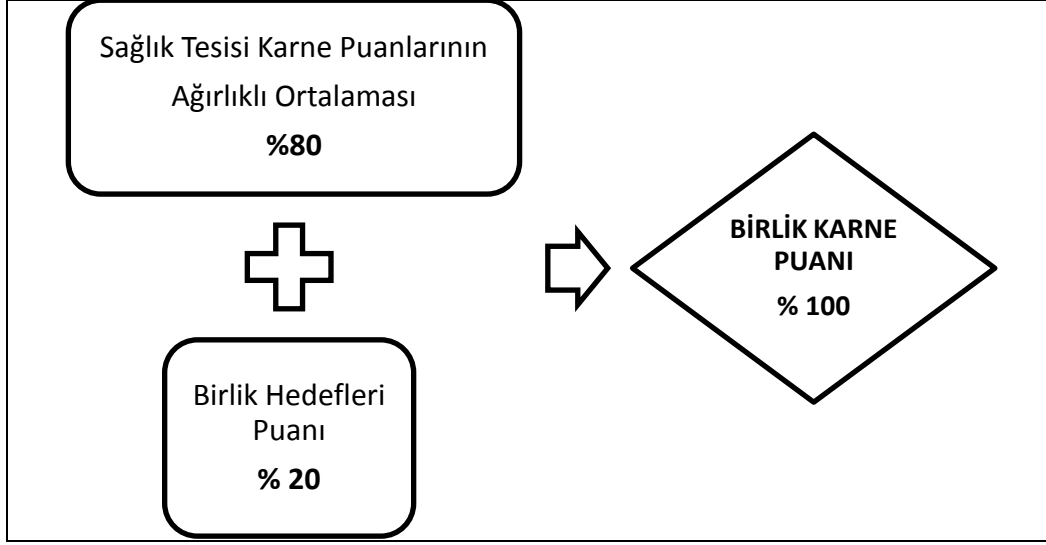 Sağlık Tesisi Karne Puanlarının
Ağırlıklı Ortalaması
%80
Birlik Hedefleri
Puanı
% 20
BİRLİK KARNE
PUANI
% 100